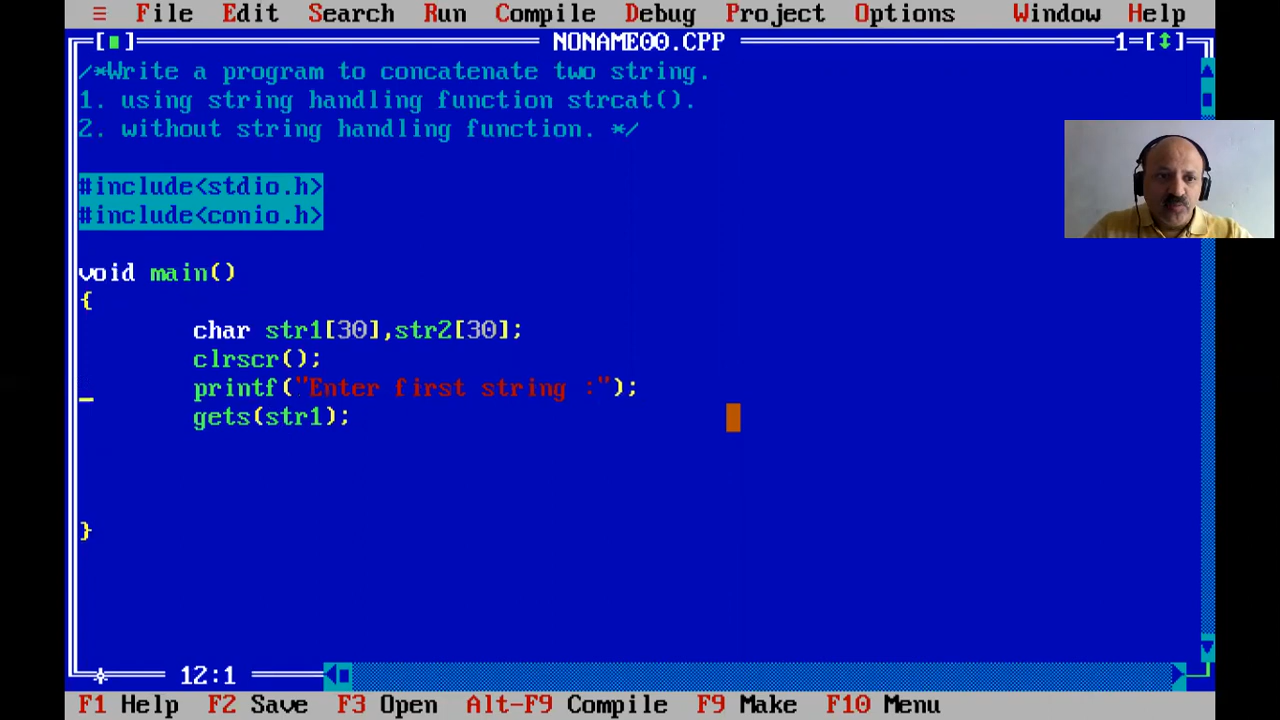 ≡ File Edit Search Run Compile Debug Project Options Window Help
[■] NONAME00.CPP 1=[↕]
/*Write a program to concatenate two string.
1. using string handling function strcat().
2. without string handling function. */
#include<stdio.h>
#include<conio.h>
void main()
{
char str1[30],str2[30];
clrscr();
printf("Enter first string :");
gets(str1);
}
12:1
F1 Help F2 Save F3 Open Alt-F9 Compile F9 Make F10 Menu